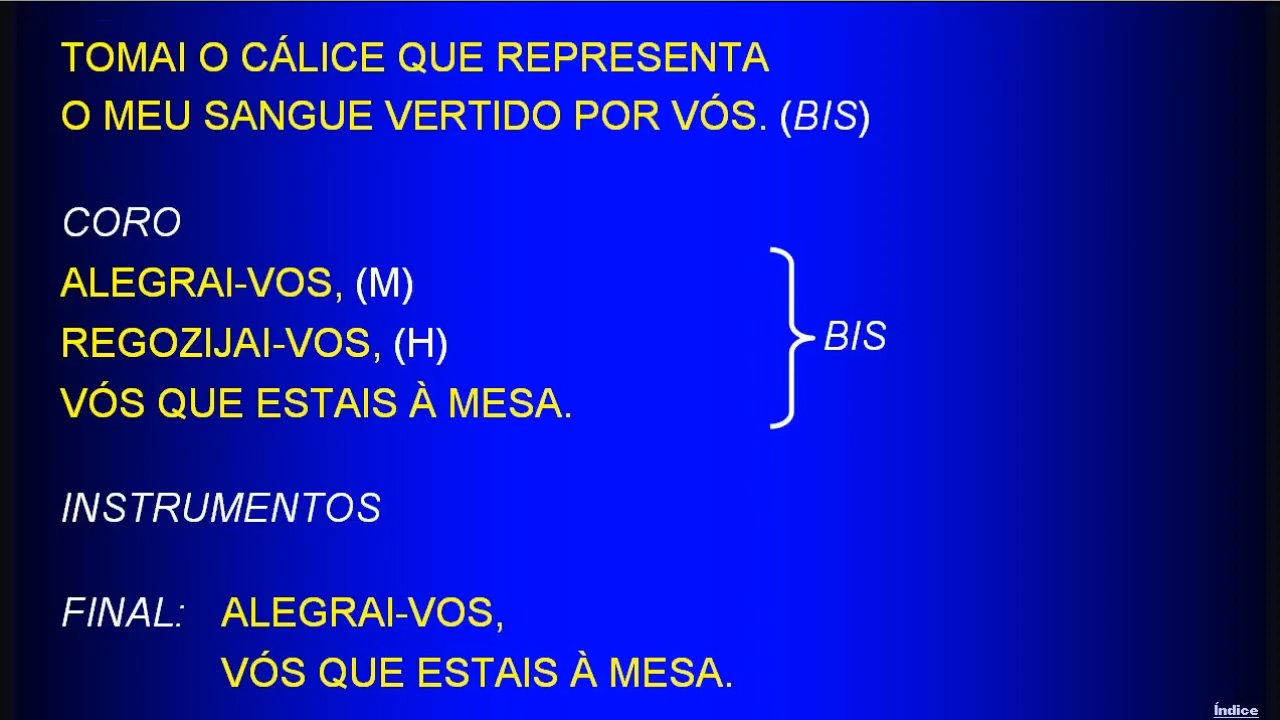 TOMAI O CÁLICE QUE REPRESENTA
O MEU SANGUE VERTIDO POR VÓS. (BIS)
CORO
ALEGRAI-VOS, (M)
REGOZIJAI-VOS, (H)
BIS
VÓS QUE ESTAIS À MESA.
INSTRUMENTOS
FINAL: ALEGRAI-VOS,
VÓS QUE ESTAIS À MESA.
Índice